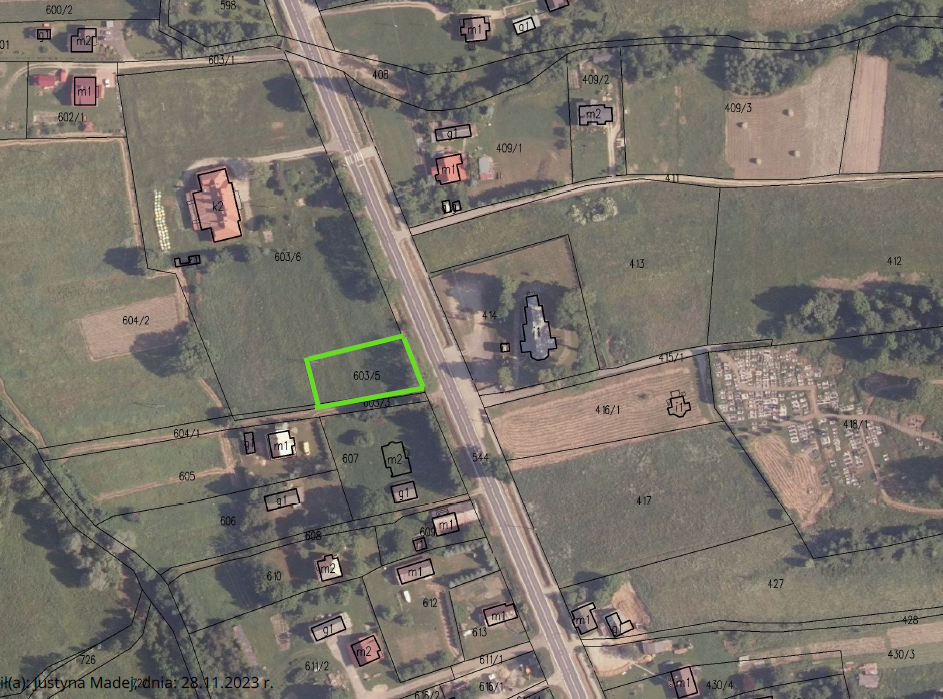 600/2
598
m2
m1
g1
603/1
408
m1
602/1
409/2
m2
409/3
g1
409/1
m1
411
k2
603/6
413
412
604/2
414
415/1
603/5
603/3
416/1
418/1
604/1
m1
607
m2
544
605
g1
g1
417
606
m1
608
609
610
m2
m1
427
612
m1
m1
g1
613
428
m2
611/2
611/1
430/3
726
616/1
m1
430/4
615/2
il(a): Justyna Madej, dnia: 28.11.2023 r.